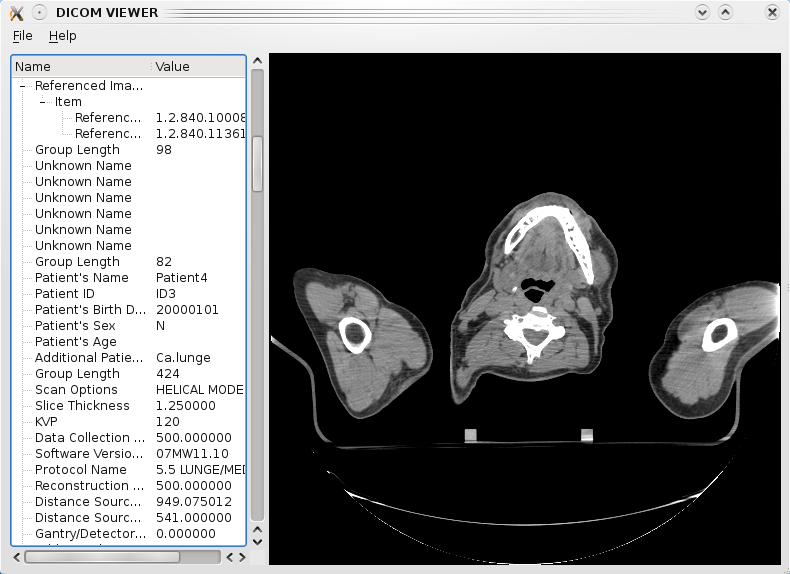 DICOM VIEWER
File Help
Name Value
Referenced Ima...
Item
Referenc... 1.2.840.10008
Referenc... 1.2.840.11361
Group Length 98
Unknown Name
Unknown Name
Unknown Name
Unknown Name
Unknown Name
Unknown Name
Group Length 82
Patient's Name Patient4
Patient ID ID3
Patient's Birth D... 20000101
Patient's Sex N
Patient's Age
Additional Patie... Ca.lunge
Group Length 424
Scan Options HELICAL MODE
Slice Thickness 1.250000
KVP 120
Data Collection ... 500.000000
Software Versio... 07MW11.10
Protocol Name 5.5 LUNGE/MED
Reconstruction ... 500.000000
Distance Sourc... 949.075012
Distance Sourc... 541.000000
Gantry/Detector... 0.000000